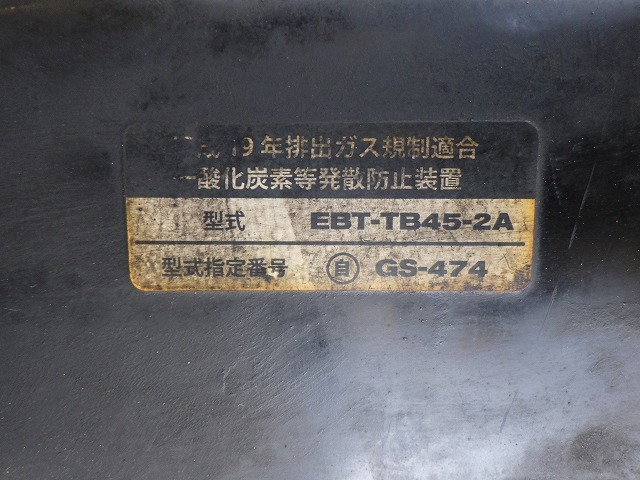 19年排出ガス規制適合
一酸化炭素等発散防止装置
型式 EBT-TB45-2A
型式指定番号 自 GS-474